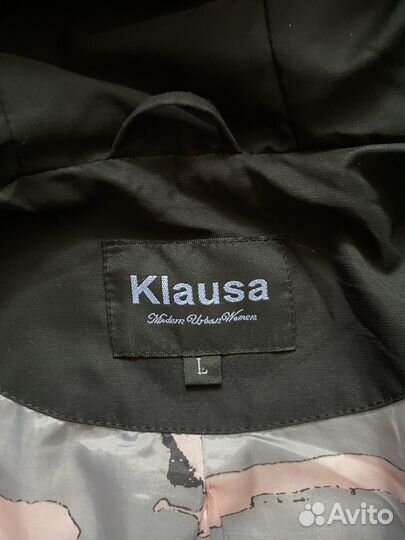 Klausa
Modern Urban Women
L
Avito